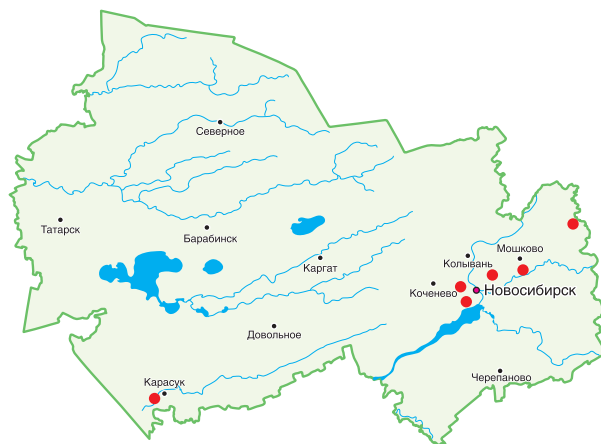 Северное
Татарск
Барабинск
Каргат
Колывань
Мошково
Коченево
Новосибирск
Довольное
Карасук
Черепаново